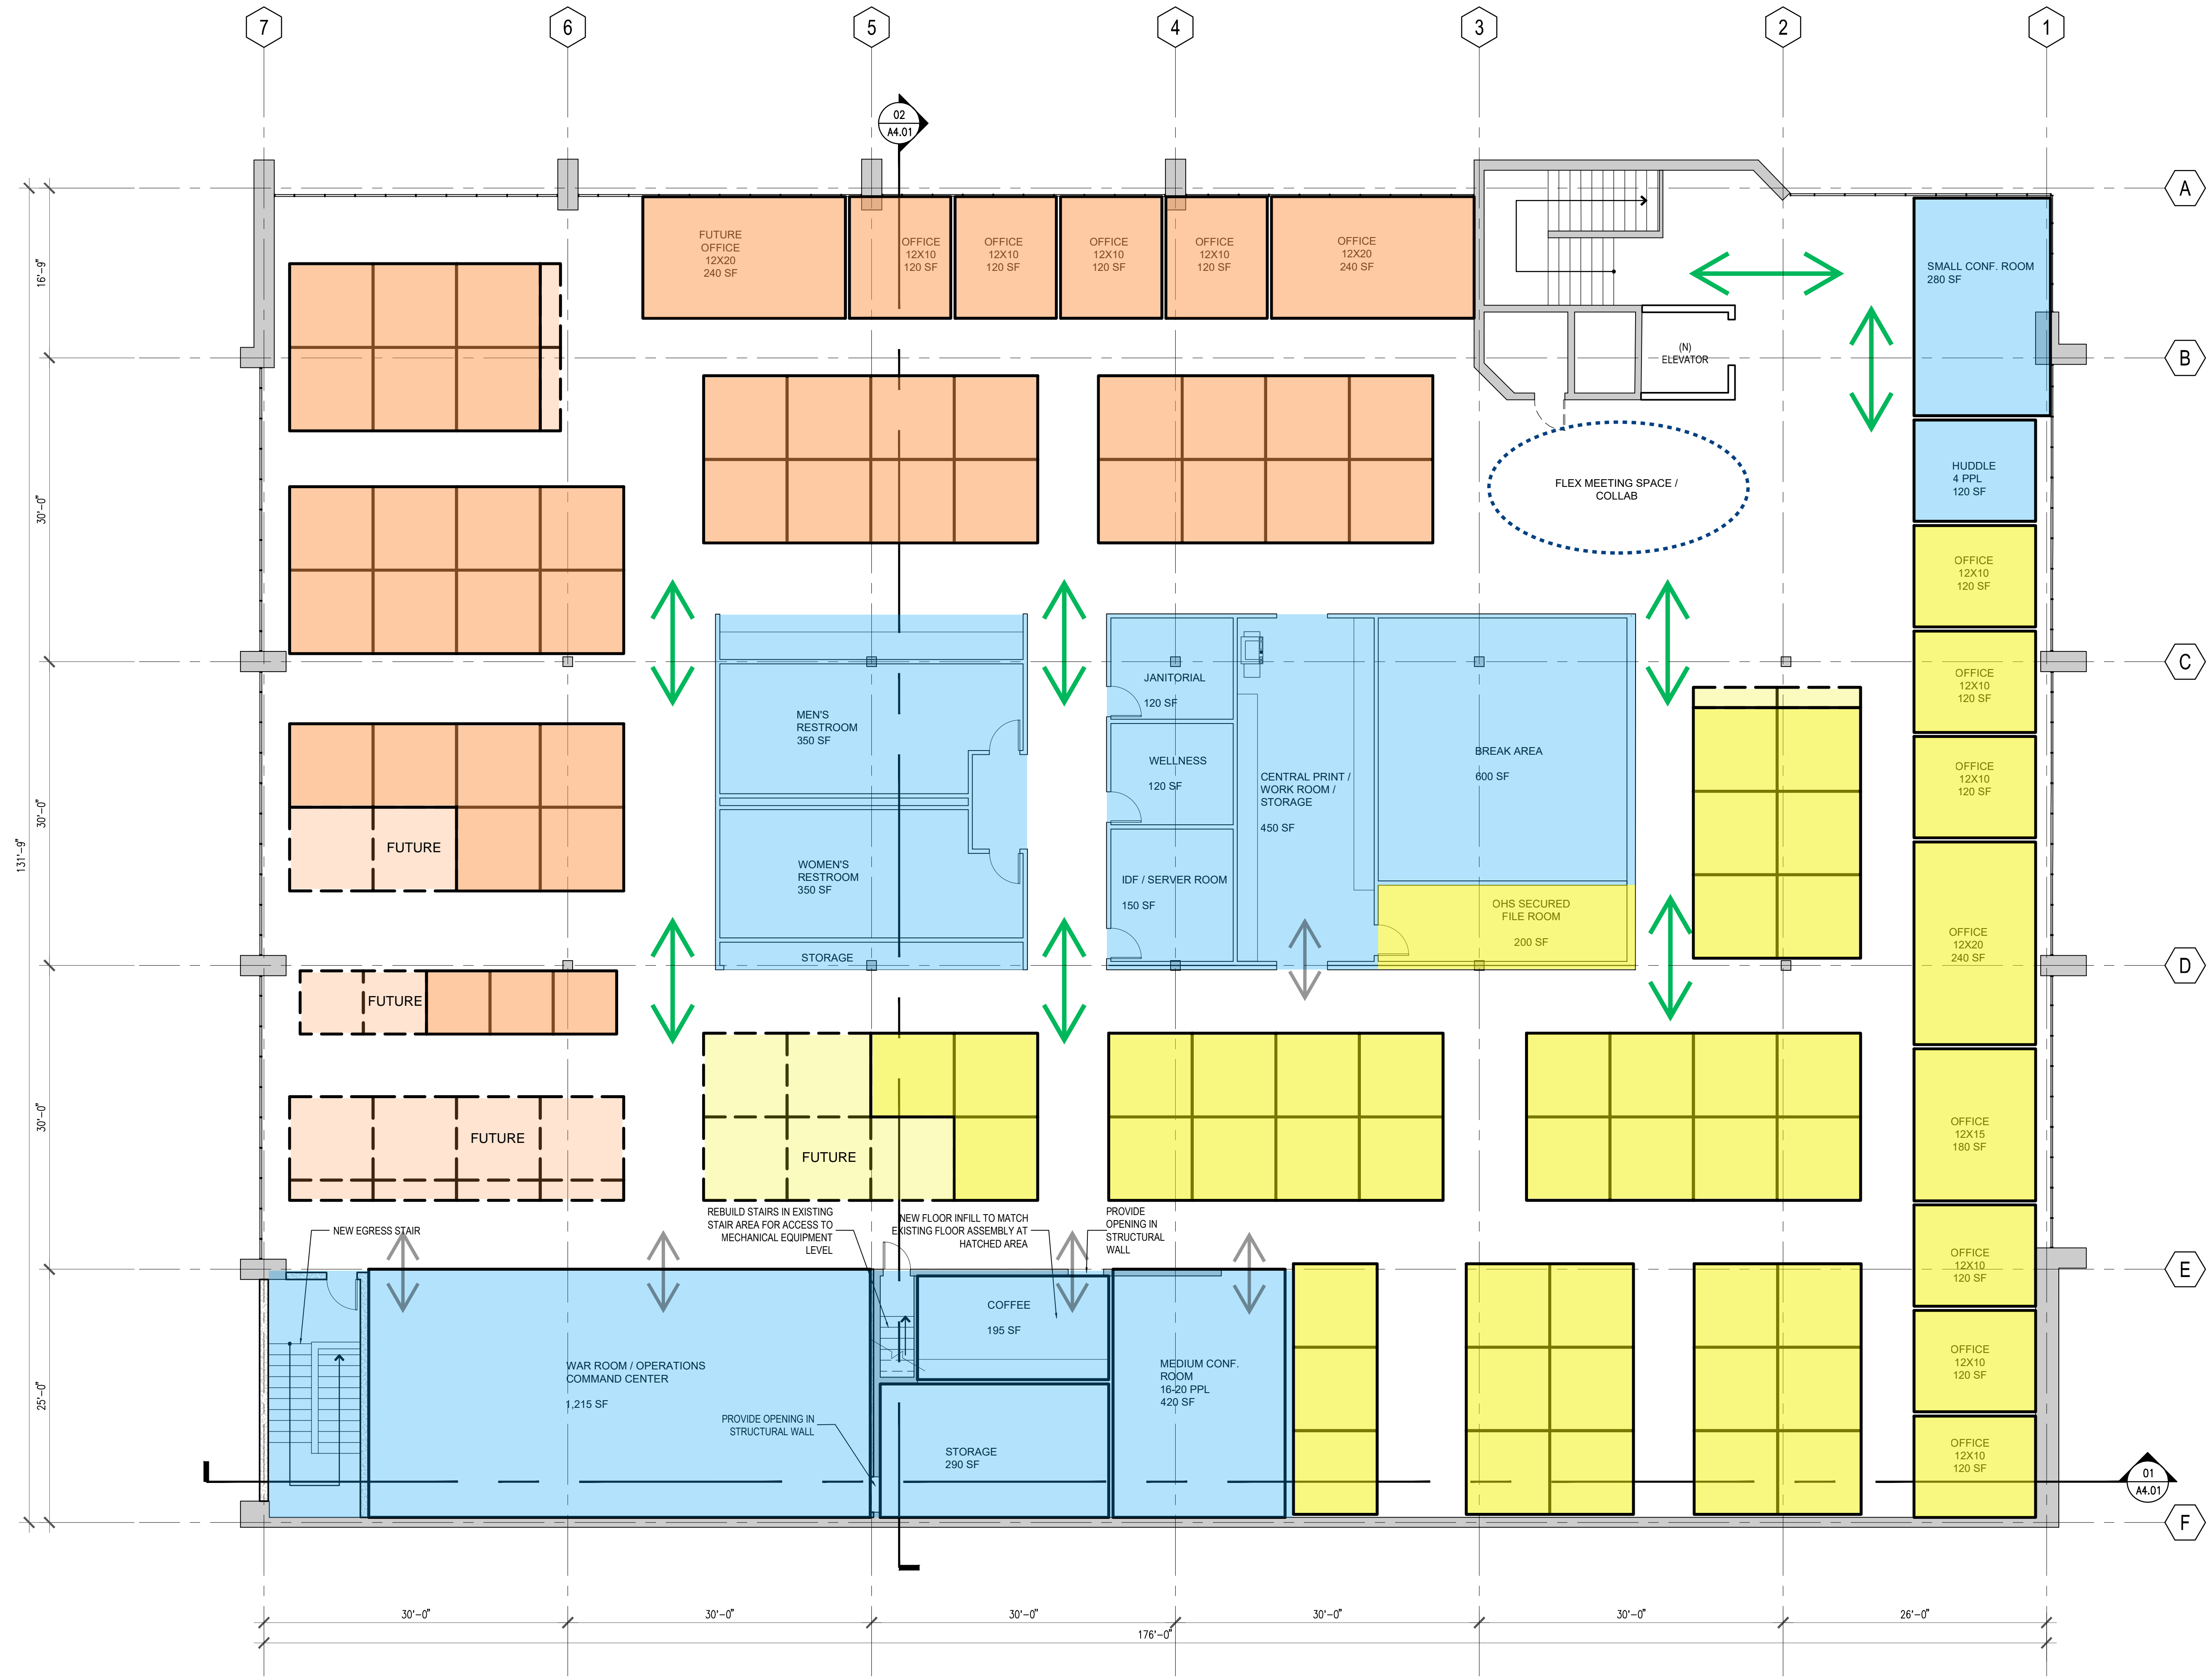 7
6
5
4
3
2
1
02
A4.01
A
B
C
D
E
F
16'-9"
30'-0"
30'-0"
30'-0"
25'-0"
131'-9"
FUTURE
OFFICE
12X20
240 SF
OFFICE
12X10
120 SF
OFFICE
12X10
120 SF
OFFICE
12X10
120 SF
OFFICE
12X10
120 SF
OFFICE
12X20
240 SF
SMALL CONF. ROOM
280 SF
(N)
ELEVATOR
HUDDLE
4 PPL
120 SF
FLEX MEETING SPACE /
COLLAB
OFFICE
12X10
120 SF
OFFICE
12X10
120 SF
OFFICE
12X10
120 SF
OFFICE
12X20
240 SF
OFFICE
12X15
180 SF
OFFICE
12X10
120 SF
OFFICE
12X10
120 SF
OFFICE
12X10
120 SF
MEN'S
RESTROOM
350 SF
WOMEN'S
RESTROOM
350 SF
STORAGE
JANITORIAL
120 SF
WELLNESS
120 SF
IDF / SERVER ROOM
150 SF
CENTRAL PRINT /
WORK ROOM /
STORAGE
450 SF
BREAK AREA
600 SF
OHS SECURED
FILE ROOM
200 SF
FUTURE
FUTURE
FUTURE
FUTURE
NEW EGRESS STAIR
REBUILD STAIRS IN EXISTING
STAIR AREA FOR ACCESS TO
MECHANICAL EQUIPMENT
LEVEL
NEW FLOOR INFILL TO MATCH
EXISTING FLOOR ASSEMBLY AT
HATCHED AREA
PROVIDE
OPENING IN
STRUCTURAL
WALL
WAR ROOM / OPERATIONS
COMMAND CENTER
1,215 SF
PROVIDE OPENING IN
STRUCTURAL WALL
COFFEE
195 SF
STORAGE
290 SF
MEDIUM CONF.
ROOM
16-20 PPL
420 SF
01
A4.01
30'-0"
30'-0"
30'-0"
30'-0"
30'-0"
26'-0"
176'-0"